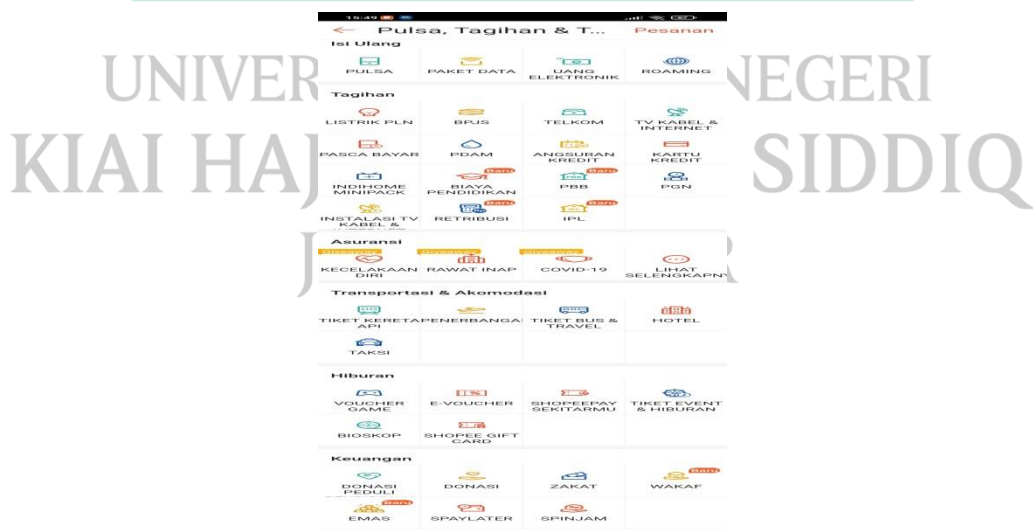 15:49
Pulsa, Tagihan & T... Pesanan
Isi Ulang
PULSA PAKET DATA UANG ELEKTRONIK ROAMING
Tagihan
LISTRIK PLN BPJS TELKOM TV KABEL & INTERNET
PASCA BAYAR PDAM ANGSURAN KREDIT KARTU KREDIT
Baru Baru
INDIHOME MINIPACK BIAYA PENDIDIKAN PBB PGN
Baru Baru
INSTALASI TV KABEL & RETRIBUSI IPL
Asuransi
Giveaway Giveaway Giveaway
KECELAKAAN DIRI RAWAT INAP COVID-19 LIHAT SELENGKAPNY
Transportasi & Akomodasi
TIKET KERETA API PENERBANGA TIKET BUS & TRAVEL HOTEL
TAKSI
Hiburan
VOUCHER GAME E-VOUCHER SHOPEEPAY SEKITARMU TIKET EVENT & HIBURAN
BIOSKOP SHOPEE GIFT CARD
Keuangan
Baru
DONASI PEDULI DONASI ZAKAT WAKAF
Baru
EMAS SPAYLATER SPINJAM
UNIVER NEGERI
KIAI HA SIDDIQ
J R